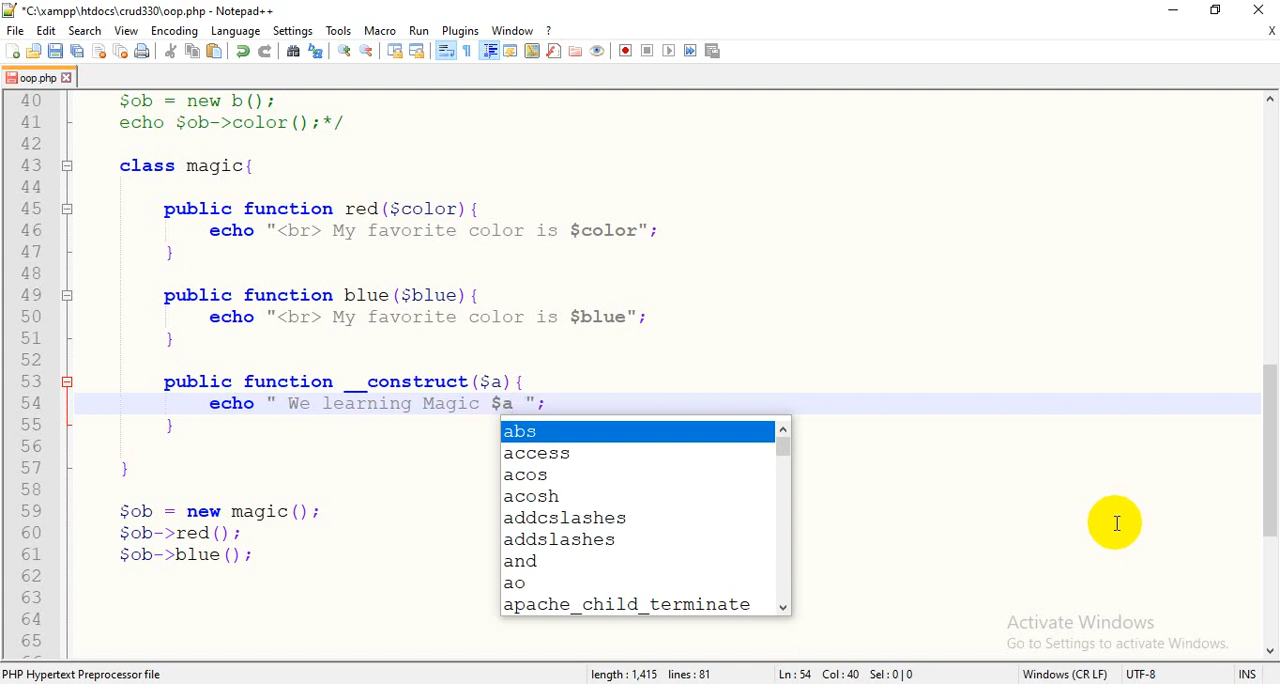 *C:\xampp\htdocs\crud330\oop.php - Notepad++
File Edit Search View Encoding Language Settings Tools Macro Run Plugins Window ? X
oop.php
40 $ob = new b();
41 echo $ob->color();*/
42
43 class magic{
44
45 public function red($color){
46 echo "<br> My favorite color is $color";
47 }
48
49 public function blue($blue){
50 echo "<br> My favorite color is $blue";
51 }
52
53 public function __construct($a){
54 echo " We learning Magic $a ";
55 }
56
57 }
58
59 $ob = new magic();
60 $ob->red();
61 $ob->blue();
62
63
64
65
abs
access
acos
acosh
addcslashes
addslashes
and
ao
apache_child_terminate
Activate Windows
Go to Settings to activate Windows.
PHP Hypertext Preprocessor file length : 1,415 lines : 81 Ln : 54 Col : 40 Sel : 0 | 0 Windows (CR LF) UTF-8 INS